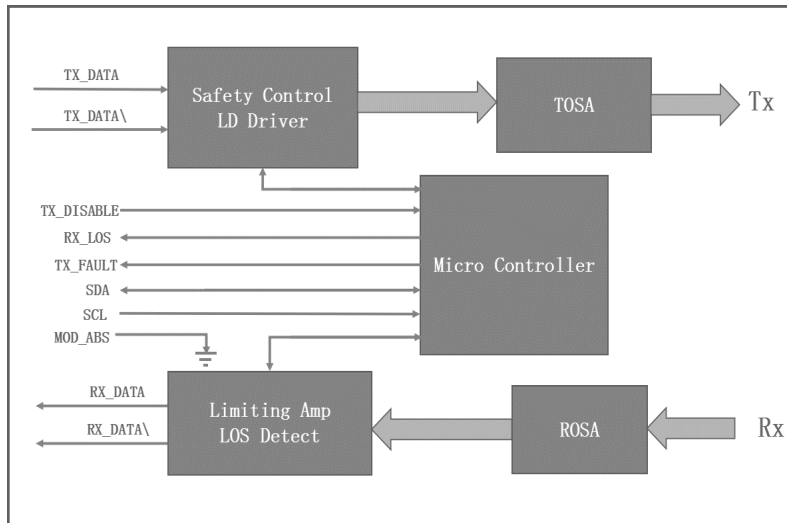 TX_DATA
TX_DATA\
Safety Control
LD Driver
TOSA
Tx
TX_DISABLE
RX_LOS
TX_FAULT
SDA
SCL
MOD_ABS
Micro Controller
RX_DATA
RX_DATA\
Limiting Amp
LOS Detect
ROSA
Rx